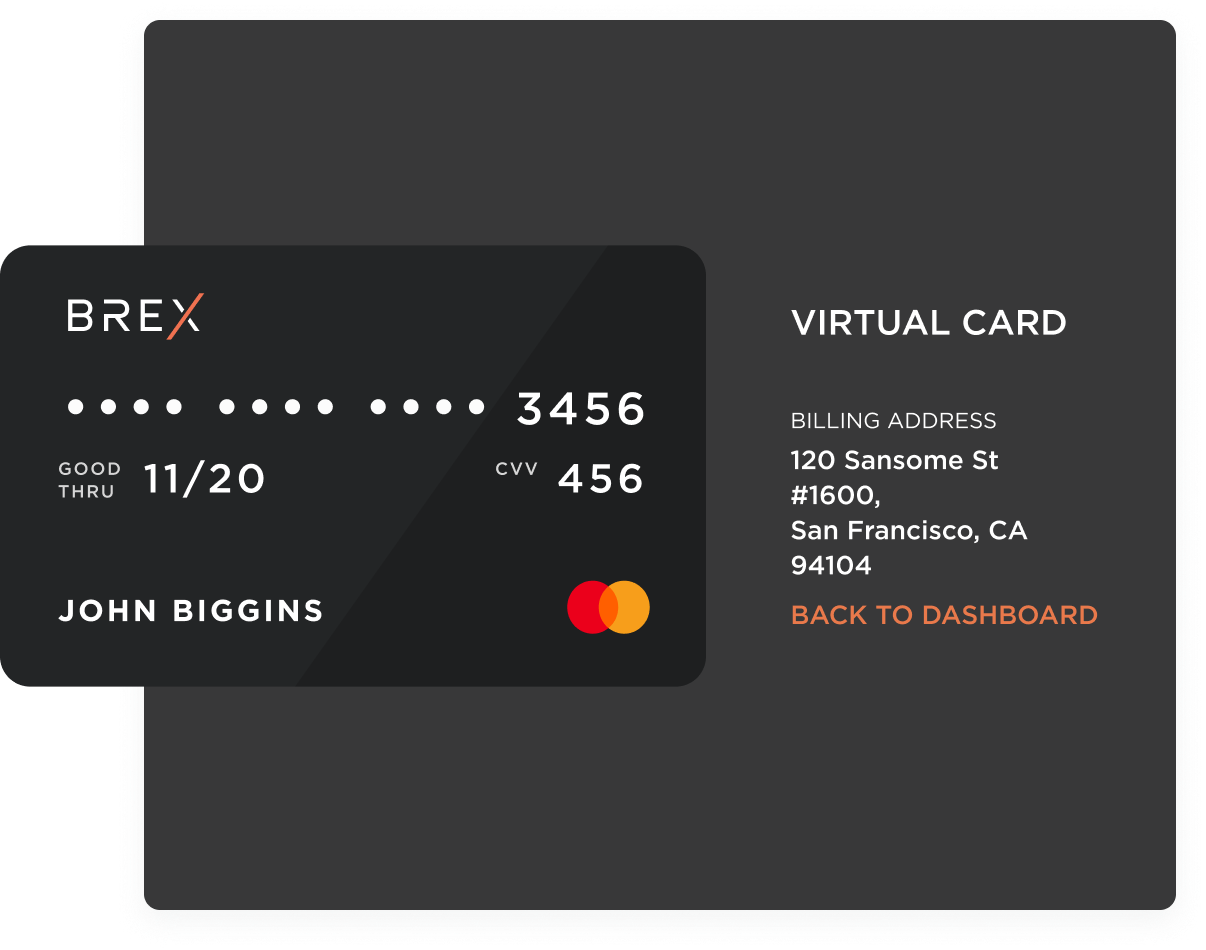 BREX
•••• •••• •••• 3456
GOOD THRU 11/20 CVV 456
JOHN BIGGINS
VIRTUAL CARD
BILLING ADDRESS
120 Sansome St
#1600,
San Francisco, CA
94104
BACK TO DASHBOARD